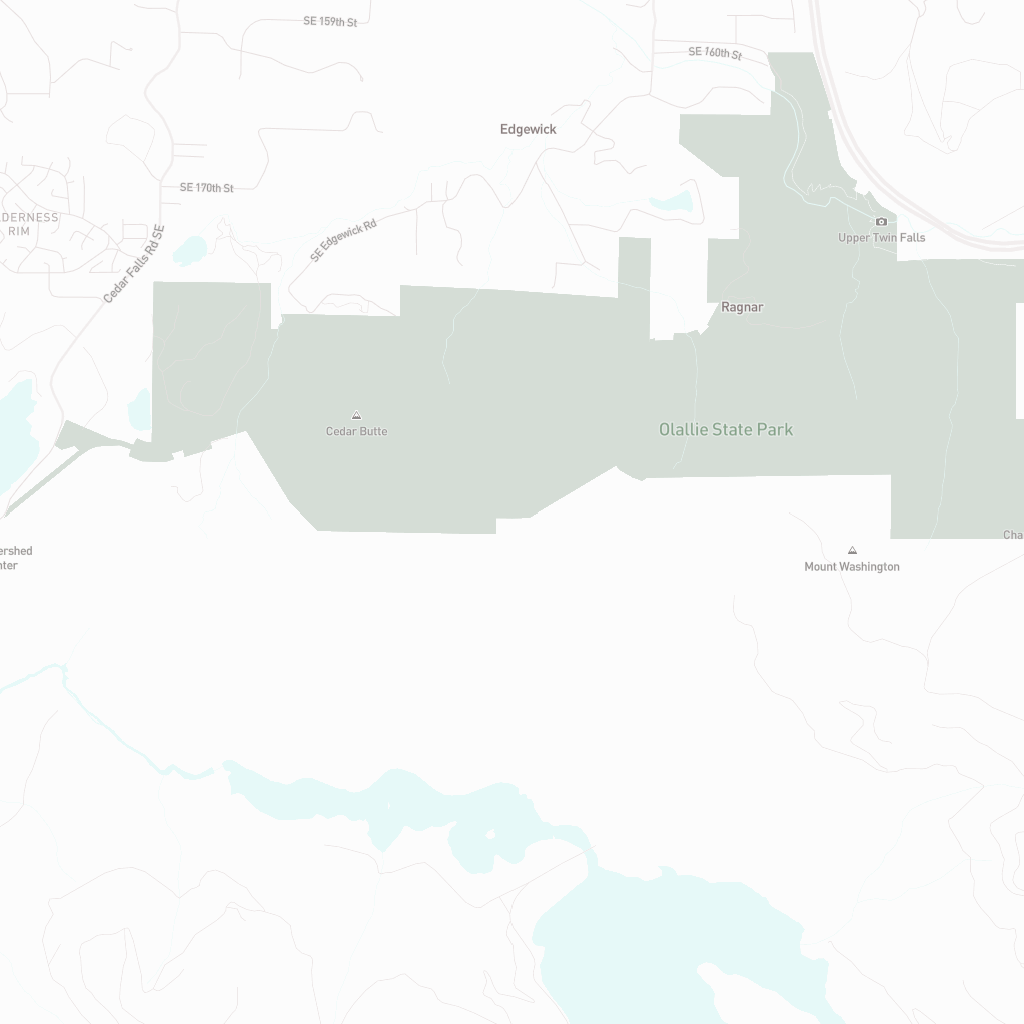 SE 159th St
SE 160th St
Edgewick
SE 170th St
LDERNESS
RIM
SE Edgewick Rd
Cedar Falls Rd SE
Upper Twin Falls
Ragnar
Cedar Butte
Olallie State Park
Cha
ershed
nter
Mount Washington